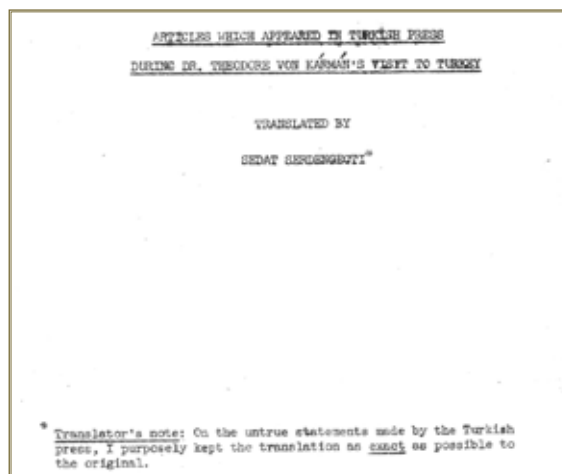 ARTICLES WHICH APPEARED IN TURKISH PRESS
DURING DR. THEODORE VON KÁRMÁN'S VISIT TO TURKEY
TRANSLATED BY
SEDAT SERDENGECTI*
* Translator's note: On the untrue statements made by the Turkish
press, I purposely kept the translation as exact as possible to
the original.